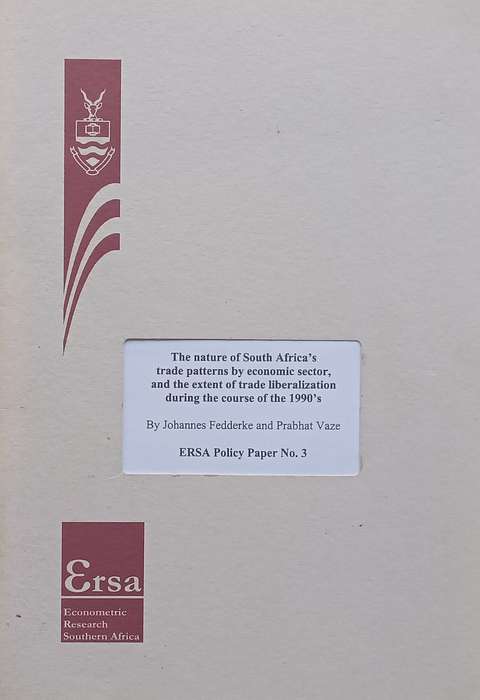 The nature of South Africa's
trade patterns by economic sector,
and the extent of trade liberalization
during the course of the 1990's
By Johannes Fedderke and Prabhat Vaze
ERSA Policy Paper No. 3
Ersa
Econometric
Research
Southern Africa